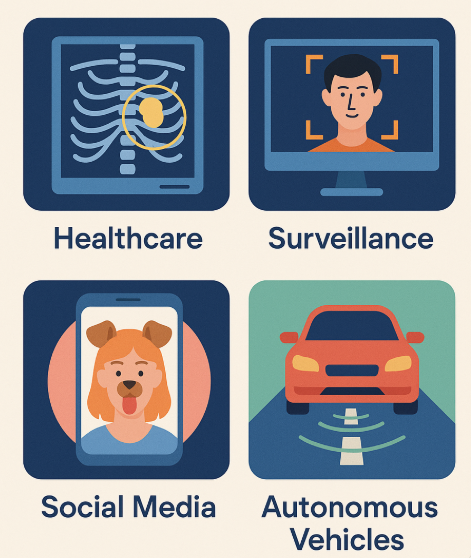 Healthcare
Surveillance
Social Media
Autonomous
Vehicles